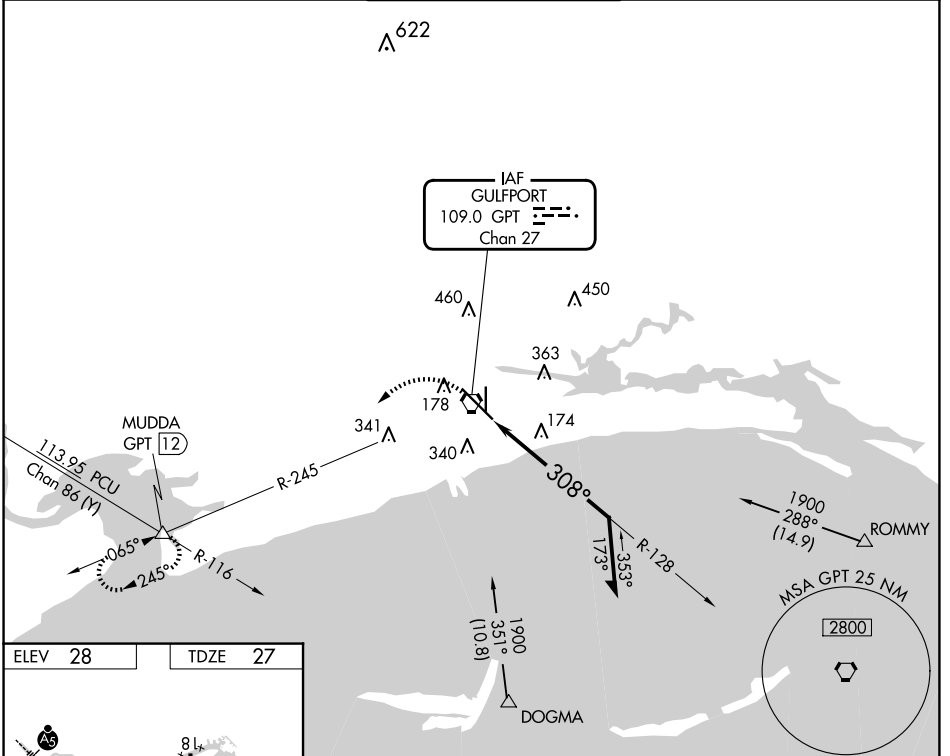 622
IAF
GULFPORT
109.0 GPT
Chan 27
460
450
363
178
174
341
340
MUDDA
GPT 12
113.95 PCU
Chan 86 (Y)
R-245
065°
245°
R-116
308°
R-128
173°
353°
1900
288°
(14.9)
ROMMY
1900
351°
(10.8)
DOGMA
MSA GPT 25 NM
2800
ELEV 28
TDZE 27
A5
81